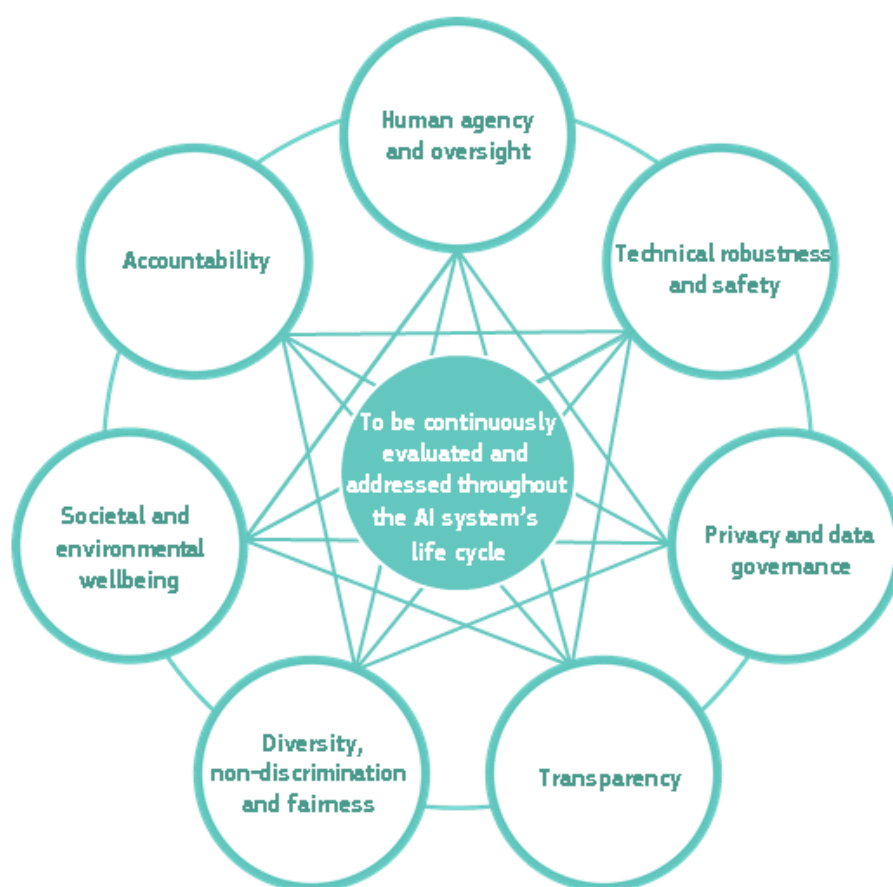 Human agency
and oversight
Technical robustness
and safety
Privacy and data
governance
Transparency
Diversity,
non-discrimination
and fairness
Societal and
environmental
wellbeing
Accountability
To be continuously
evaluated and
addressed throughout
the AI system's
life cycle